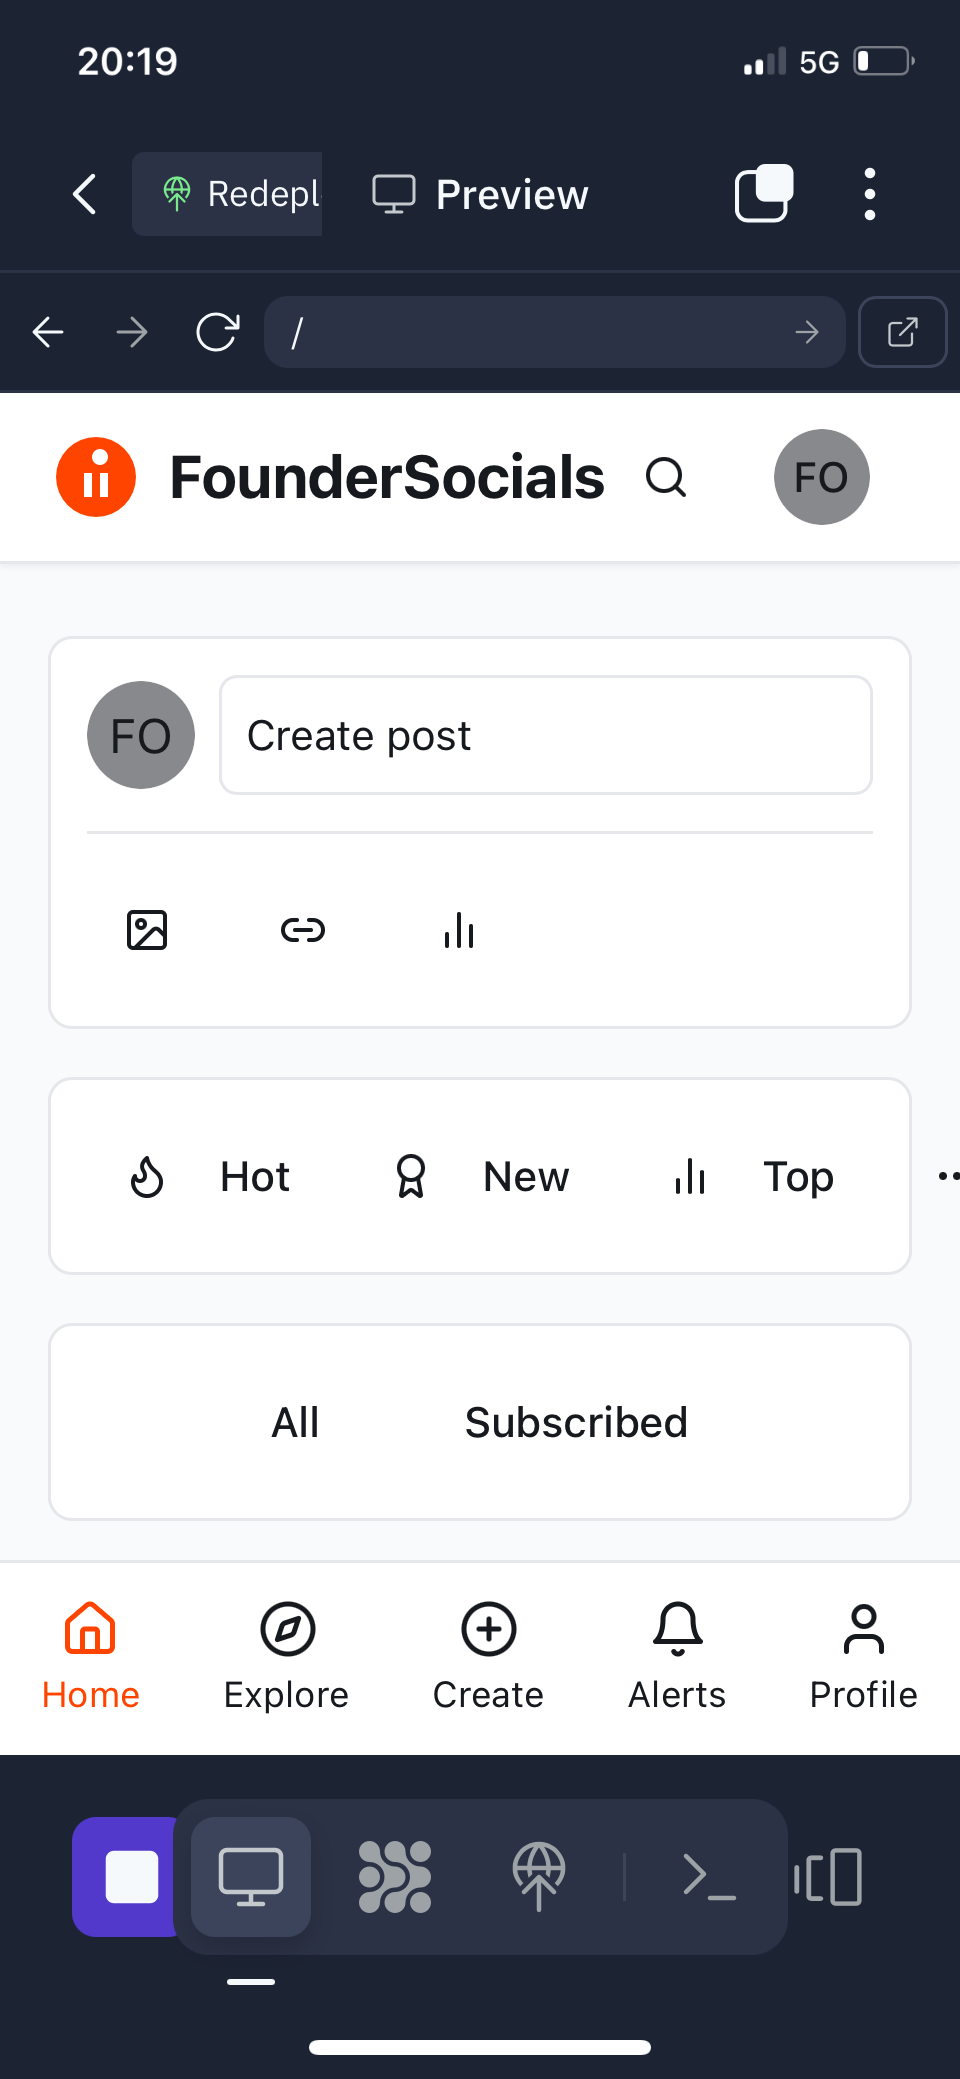 20:19
5G
Redepl
Preview
/
FounderSocials
FO
FO
Create post
Hot
New
Top
All
Subscribed
Home
Explore
Create
Alerts
Profile